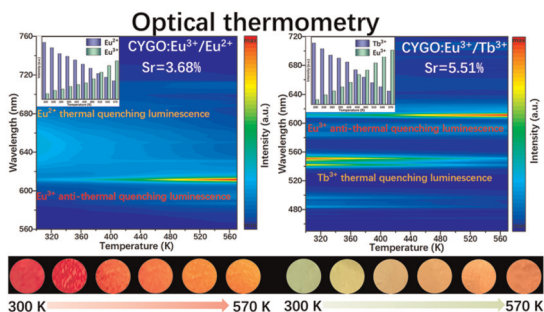 Optical thermometry
CYGO:Eu³⁺/Eu²⁺
Sr=3.68%
Eu²⁺
Eu³⁺
Temperature (K)
Eu²⁺ thermal quenching luminescence
Eu³⁺ anti-thermal quenching luminescence
Wavelength (nm)
760
720
680
640
600
560
320 360 400 440 480 520 560
Temperature (K)
max
Intensity (a.u.)
CYGO:Eu³⁺/Tb³⁺
Sr=5.51%
Tb³⁺
Eu³⁺
Temperature (K)
Eu³⁺ anti-thermal quenching luminescence
Tb³⁺ thermal quenching luminescence
Wavelength (nm)
720
680
640
600
560
520
480
320 360 400 440 480 520 560
Temperature (K)
Intensity (a.u.)
300 K
570 K
300 K
570 K